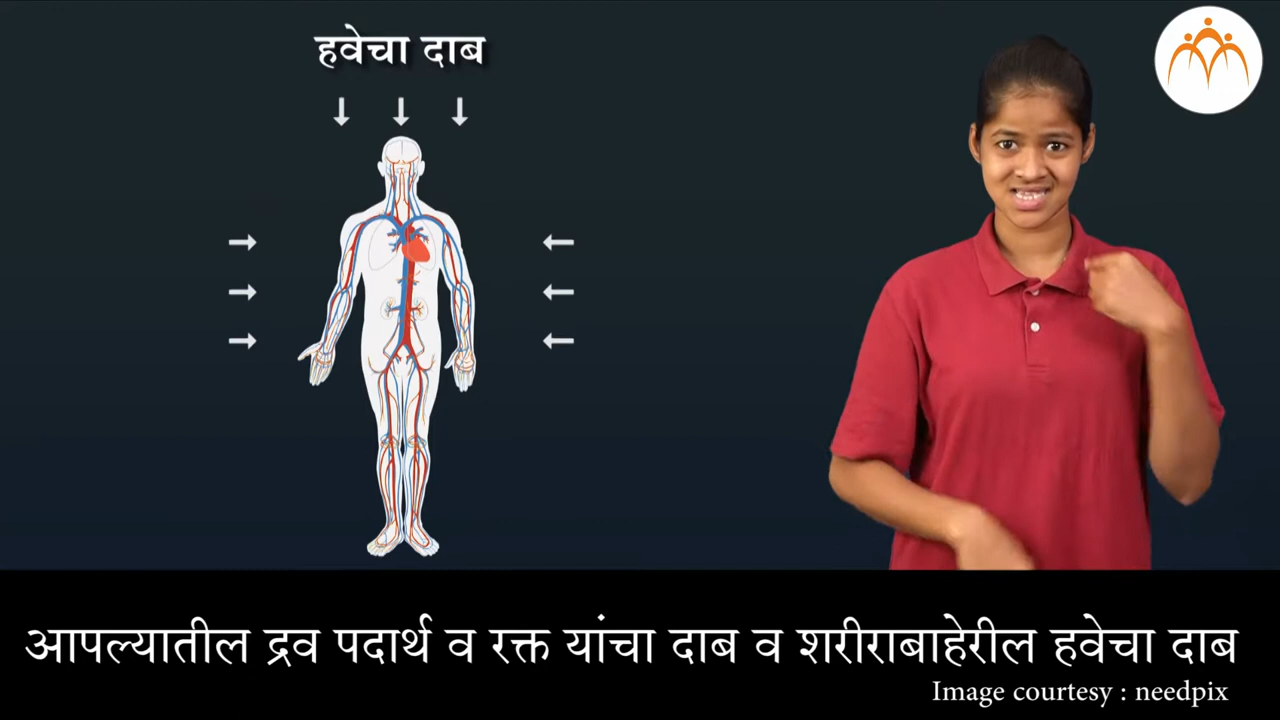 हवेचा दाब
आपल्यातील द्रव पदार्थ व रक्त यांचा दाब व शरीराबाहेरील हवेचा दाब
Image courtesy : needpix